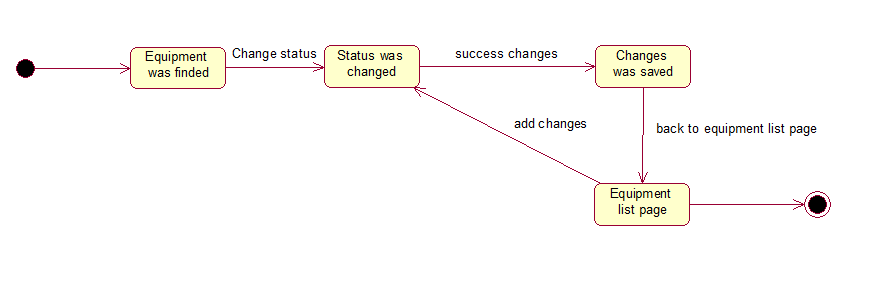 Equipment
was finded
Change status
Status was
changed
success changes
Changes
was saved
add changes
back to equipment list page
Equipment
list page